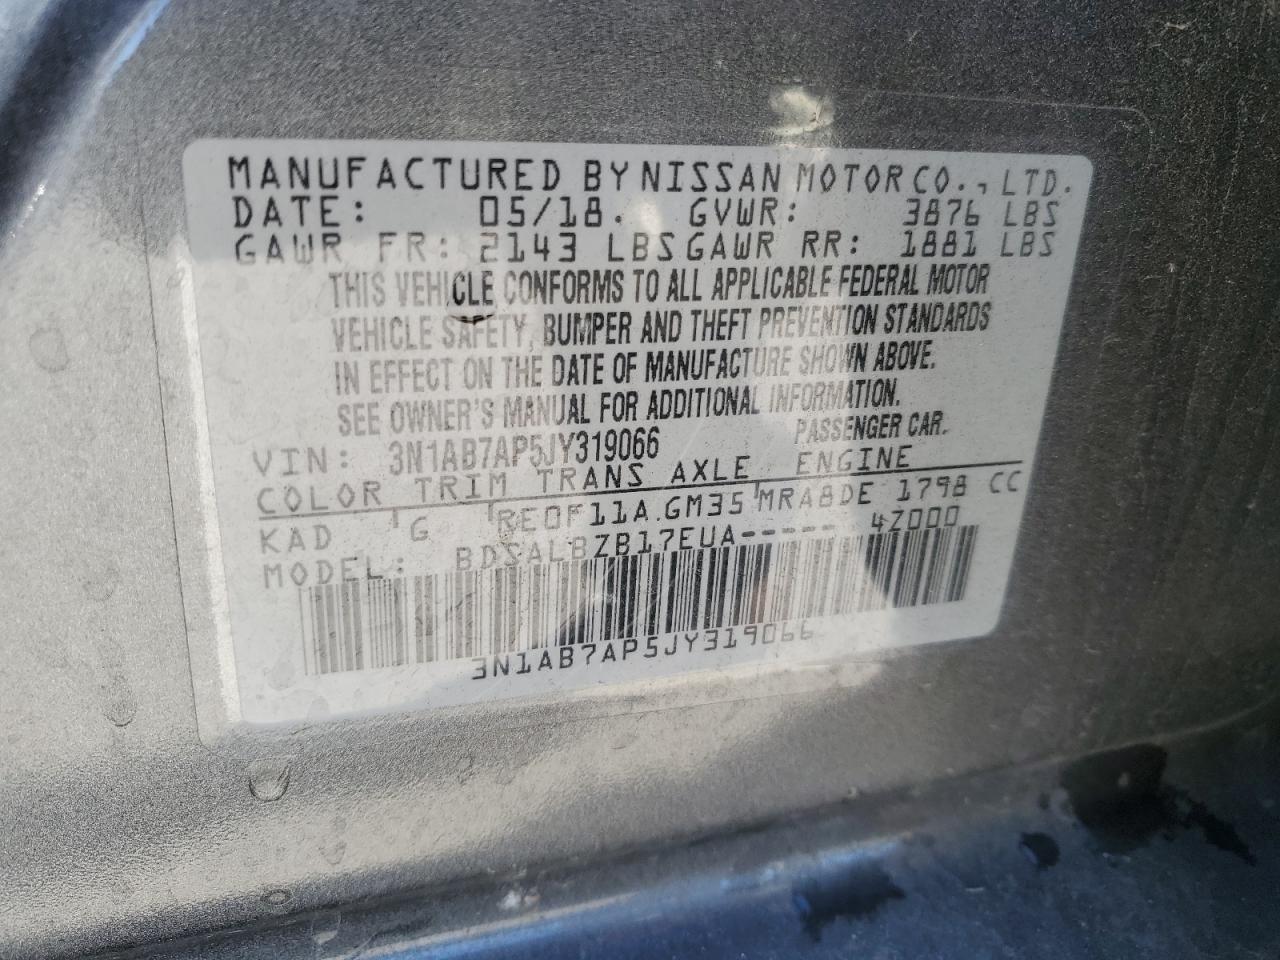 MANUFACTURED BY NISSAN MOTOR CO., LTD.
DATE: 05/18. GVWR: 3876 LBS
GAWR FR: 2143 LBS GAWR RR: 1881 LBS
THIS VEHICLE CONFORMS TO ALL APPLICABLE FEDERAL MOTOR
VEHICLE SAFETY, BUMPER AND THEFT PREVENTION STANDARDS
IN EFFECT ON THE DATE OF MANUFACTURE SHOWN ABOVE.
SEE OWNER'S MANUAL FOR ADDITIONAL INFORMATION.
VIN: 3N1AB7AP5JY319066 PASSENGER CAR.
COLOR TRIM TRANS AXLE ENGINE
KAD G RE0F11A.GM35 MRA8DE 1798 CC
MODEL: BDSALBZB17EUA----- 4Z000
3N1AB7AP5JY319066